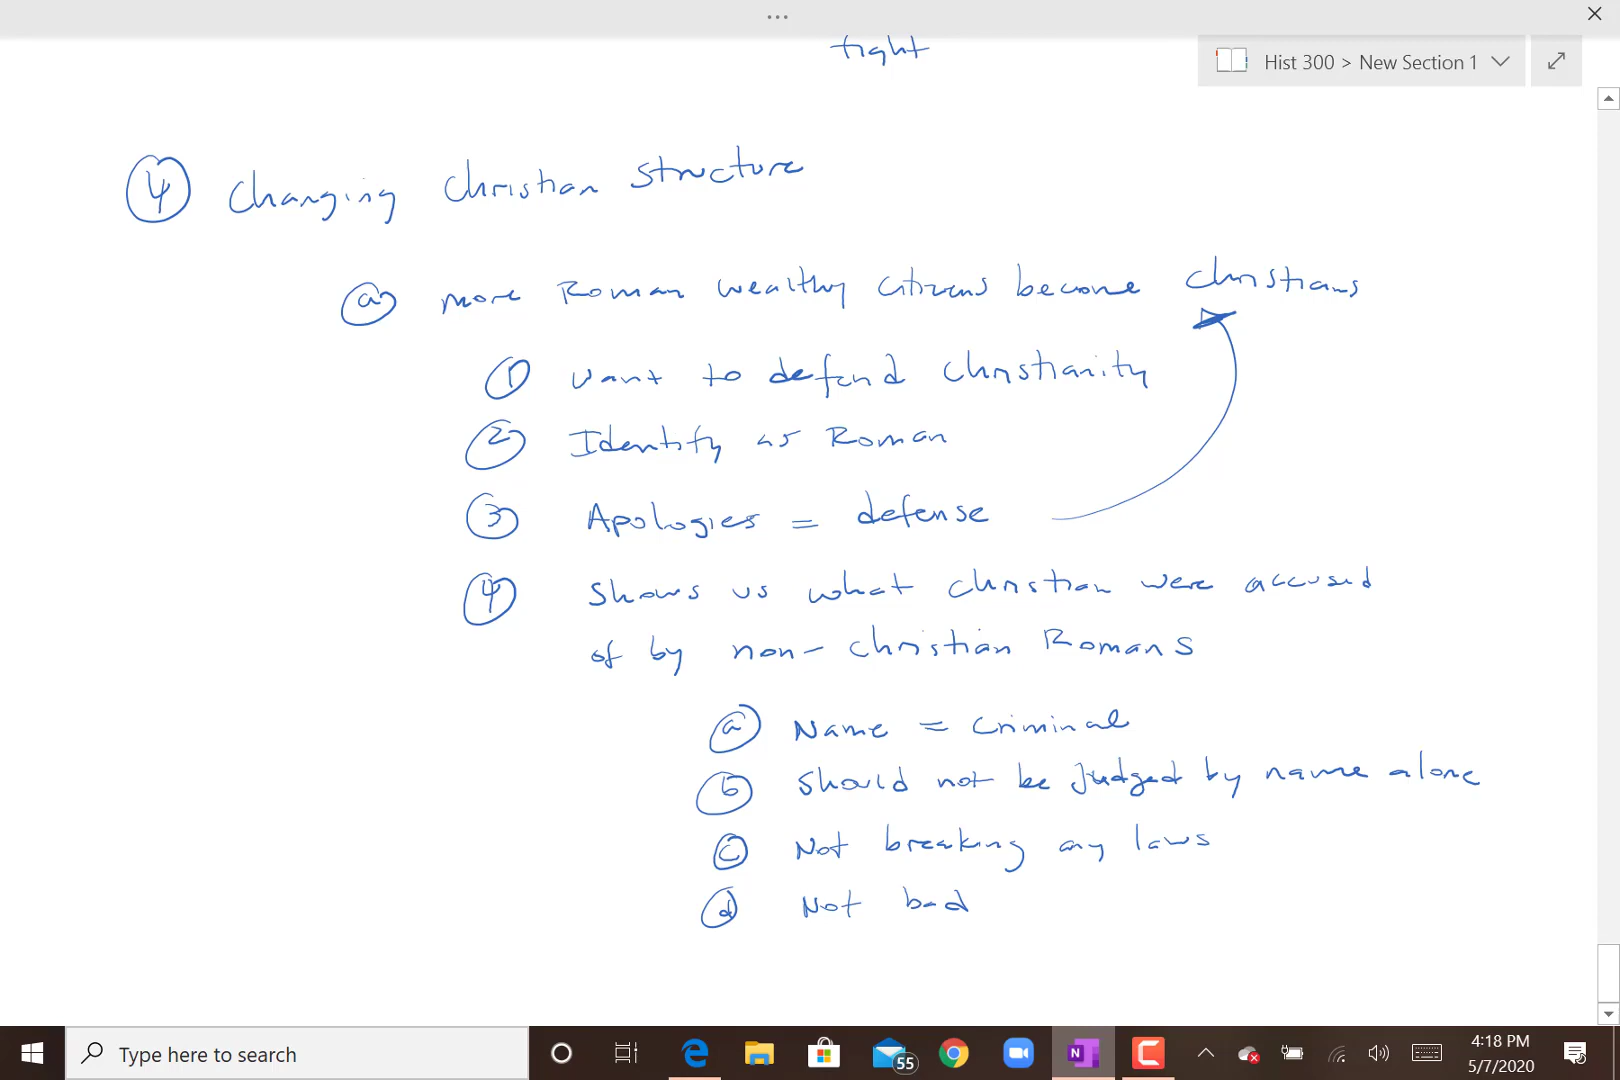 tight
Hist 300 > New Section 1
4 Changing Christian Structure
a more Roman wealthy citizens become Christians
1 want to defend Christianity
2 Identify as Roman
3 Apologies = defense
4 Shows us what Christian were accused
of by non-Christian Romans
a Name = Criminal
b Should not be Judged by name alone
c Not breaking any laws
d Not bad
Type here to search
55
N
4:18 PM
5/7/2020